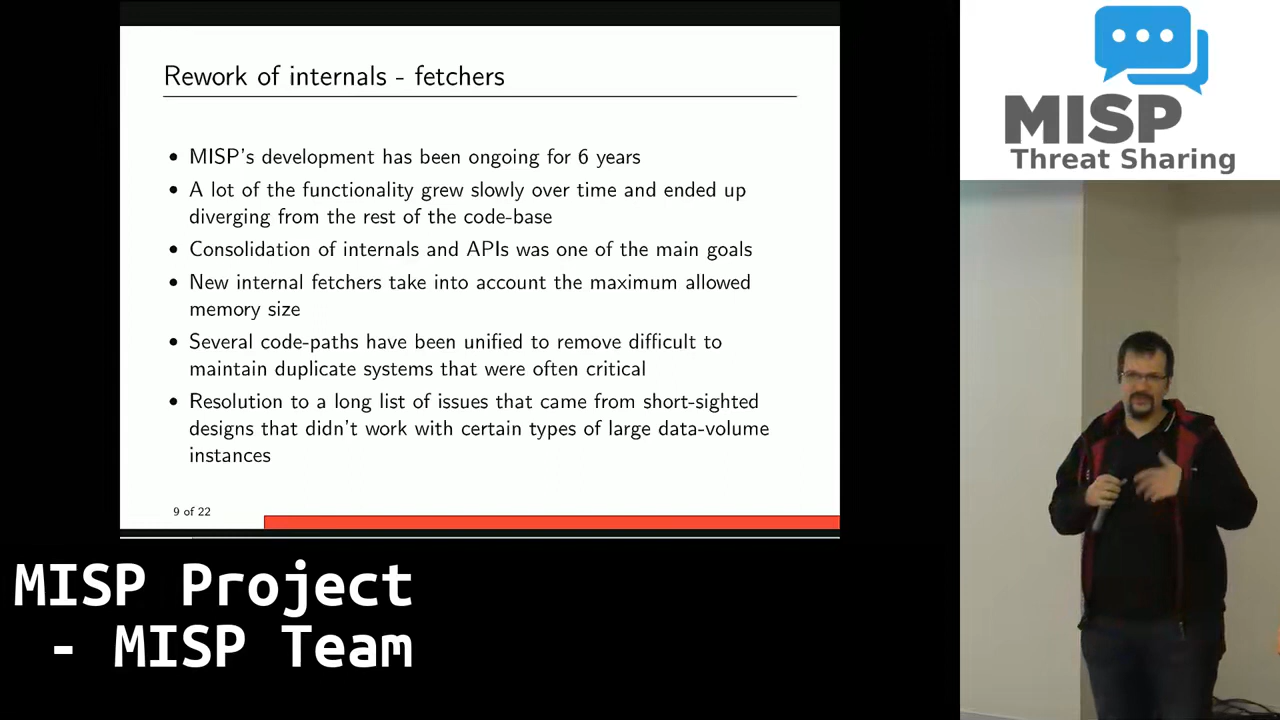 Rework of internals - fetchers
• MISP's development has been ongoing for 6 years
• A lot of the functionality grew slowly over time and ended up
diverging from the rest of the code-base
• Consolidation of internals and APIs was one of the main goals
• New internal fetchers take into account the maximum allowed
memory size
• Several code-paths have been unified to remove difficult to
maintain duplicate systems that were often critical
• Resolution to a long list of issues that came from short-sighted
designs that didn't work with certain types of large data-volume
instances
9 of 22
MISP
Threat Sharing
MISP Project
- MISP Team